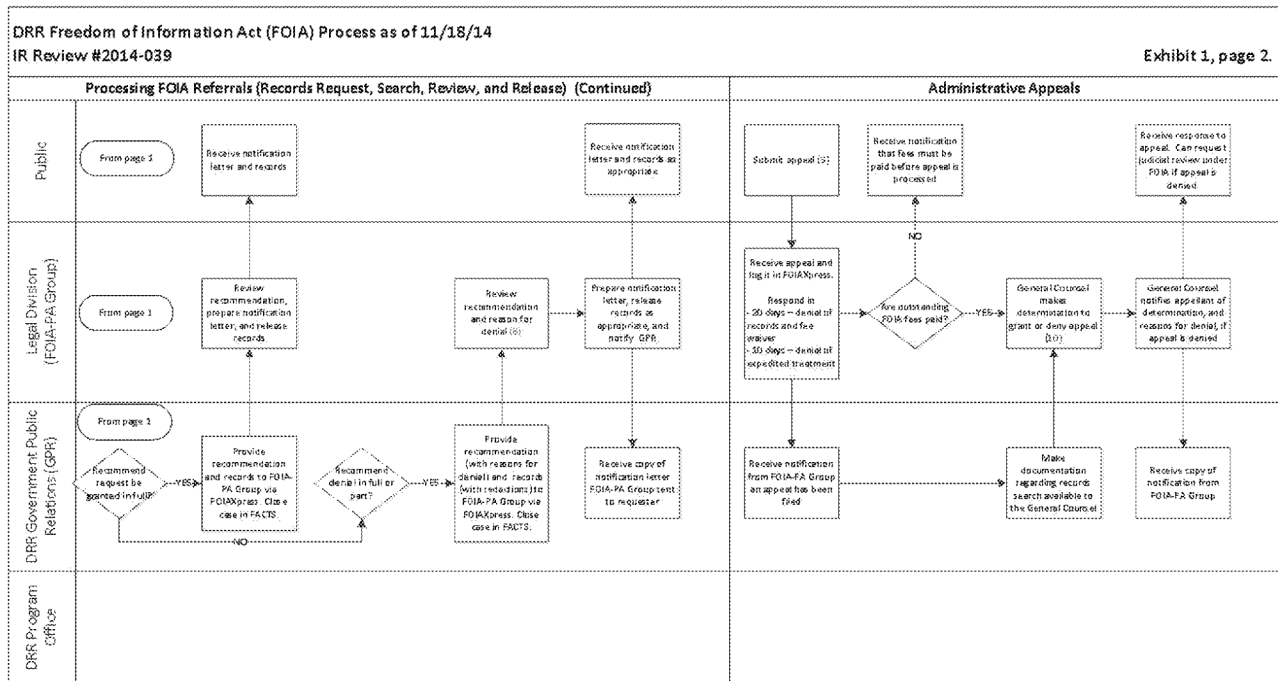 DRR Freedom of Information Act (FOIA) Process as of 11/18/14
IR Review #2014-039
Exhibit 1, page 2.
Processing FOIA Referrals (Records Request, Search, Review, and Release) (Continued)
Administrative Appeals
Public
From page 1
Receive notification
letter and records
Receive notification
letter and records as
appropriate
Submit appeal
Receive notification
that fees must be
paid before appeal is
processed
Receive response to
appeal. Can request
judicial review under
FOIA if appeal is
denied.
Legal Division
(FOIA-PA Group)
From page 1
Review
recommendation,
prepare notification
letter, and release
records
Review
recommendation
and reason for
denial
Prepare notification
letter, release
records as
appropriate, and
notify GPR.
Receive appeal and
log it in FOIAXpress.
Respond in
- 20 days – denial of
records and fee
waiver
- 10 days – denial of
expedited treatment
NO
Are outstanding
FOIA fees paid?
YES
General Counsel
makes
determination to
grant or deny appeal
(10)
General Counsel
notifies appellant of
determination, and
reasons for denial, if
appeal is denied
DRR Government Public
Relations (GPR)
From page 1
Recommend
request be
granted in full?
YES
Provide
recommendation
and records to FOIA-
PA Group via
FOIAXpress. Close
case in FACTS.
NO
Recommend
denial in full or
part?
YES
Provide
recommendation
(with reasons for
denial) and records
(with redactions) to
FOIA-PA Group via
FOIAXpress. Close
case in FACTS.
Receive copy of
notification letter
FOIA-PA Group sent
to requester
Receive notification
from FOIA-PA Group
an appeal has been
filed
Make
documentation
regarding records
search available to
the General Counsel
Receive copy of
notification from
FOIA-PA Group
DRR Program
Office